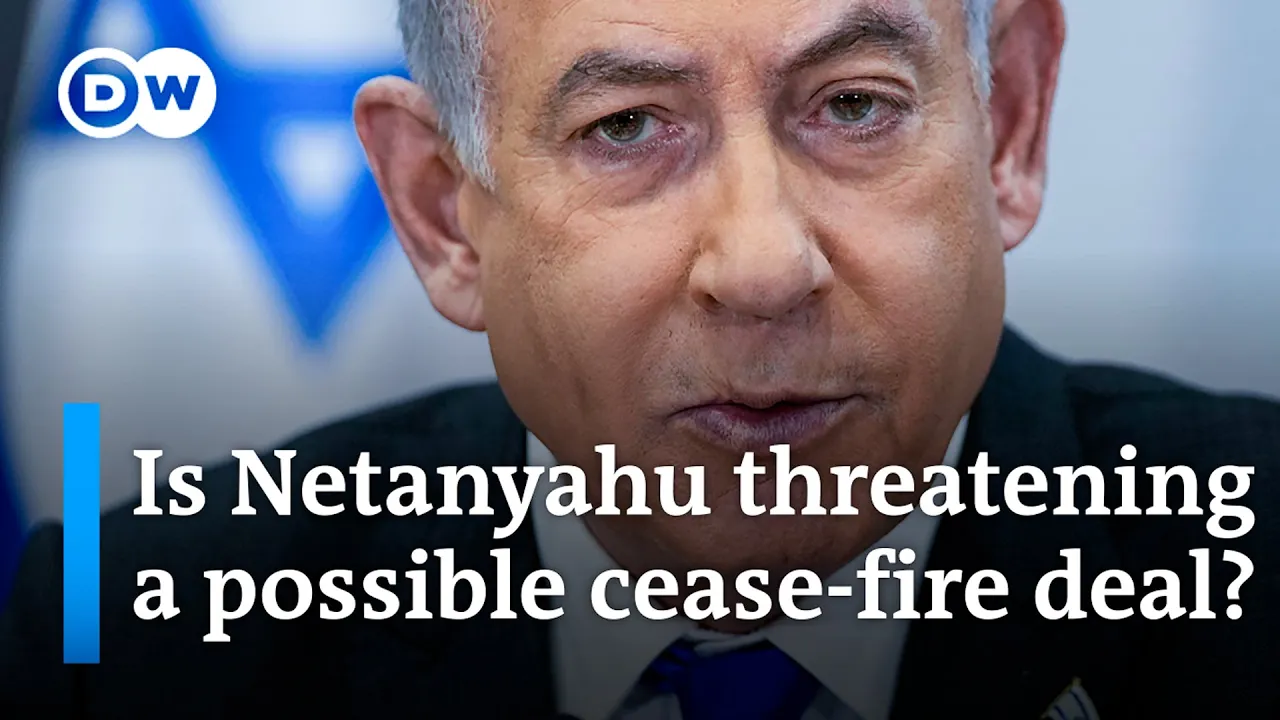 DW
Is Netanyahu threatening
a possible cease-fire deal?